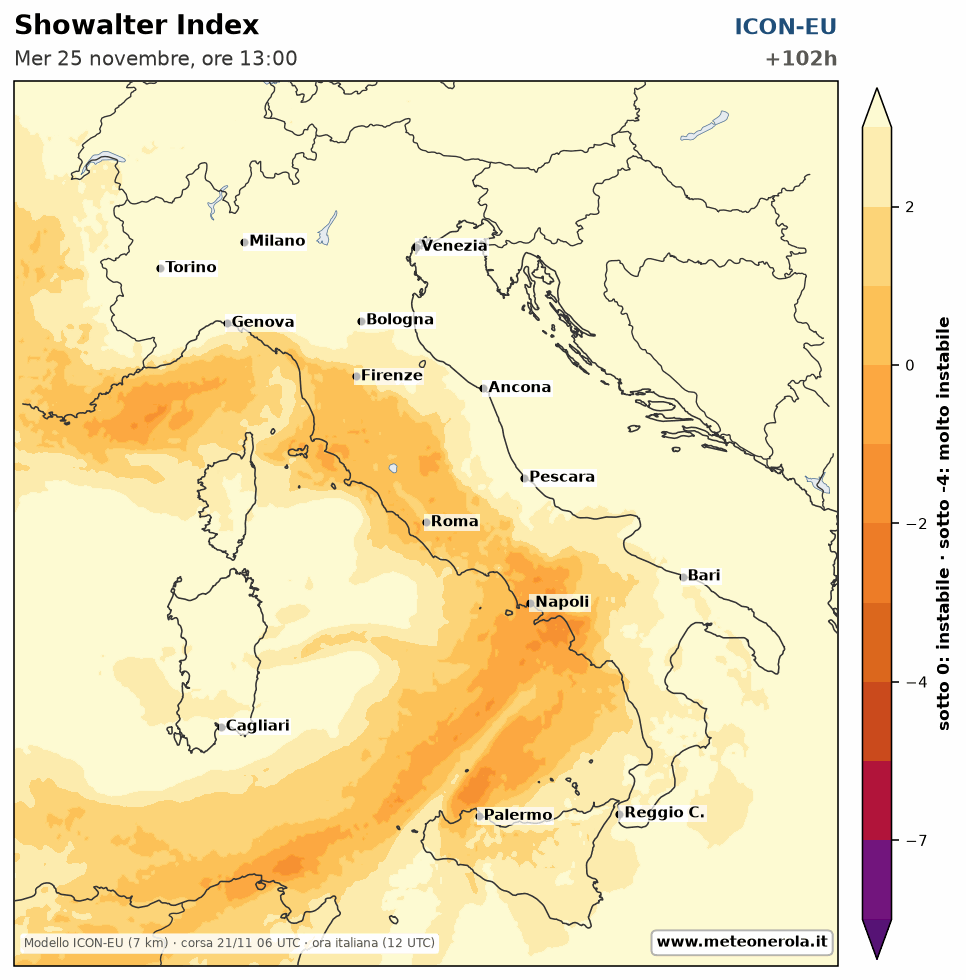 Showalter Index
ICON-EU
Mer 25 novembre, ore 13:00
+102h
Milano
Venezia
Torino
Genova
Bologna
Firenze
Ancona
Pescara
Roma
Bari
Napoli
Cagliari
Palermo
Reggio C.
2
0
−2
−4
−7
sotto 0: instabile · sotto -4: molto instabile
Modello ICON-EU (7 km) · corsa 21/11 06 UTC · ora italiana (12 UTC)
www.meteonerola.it